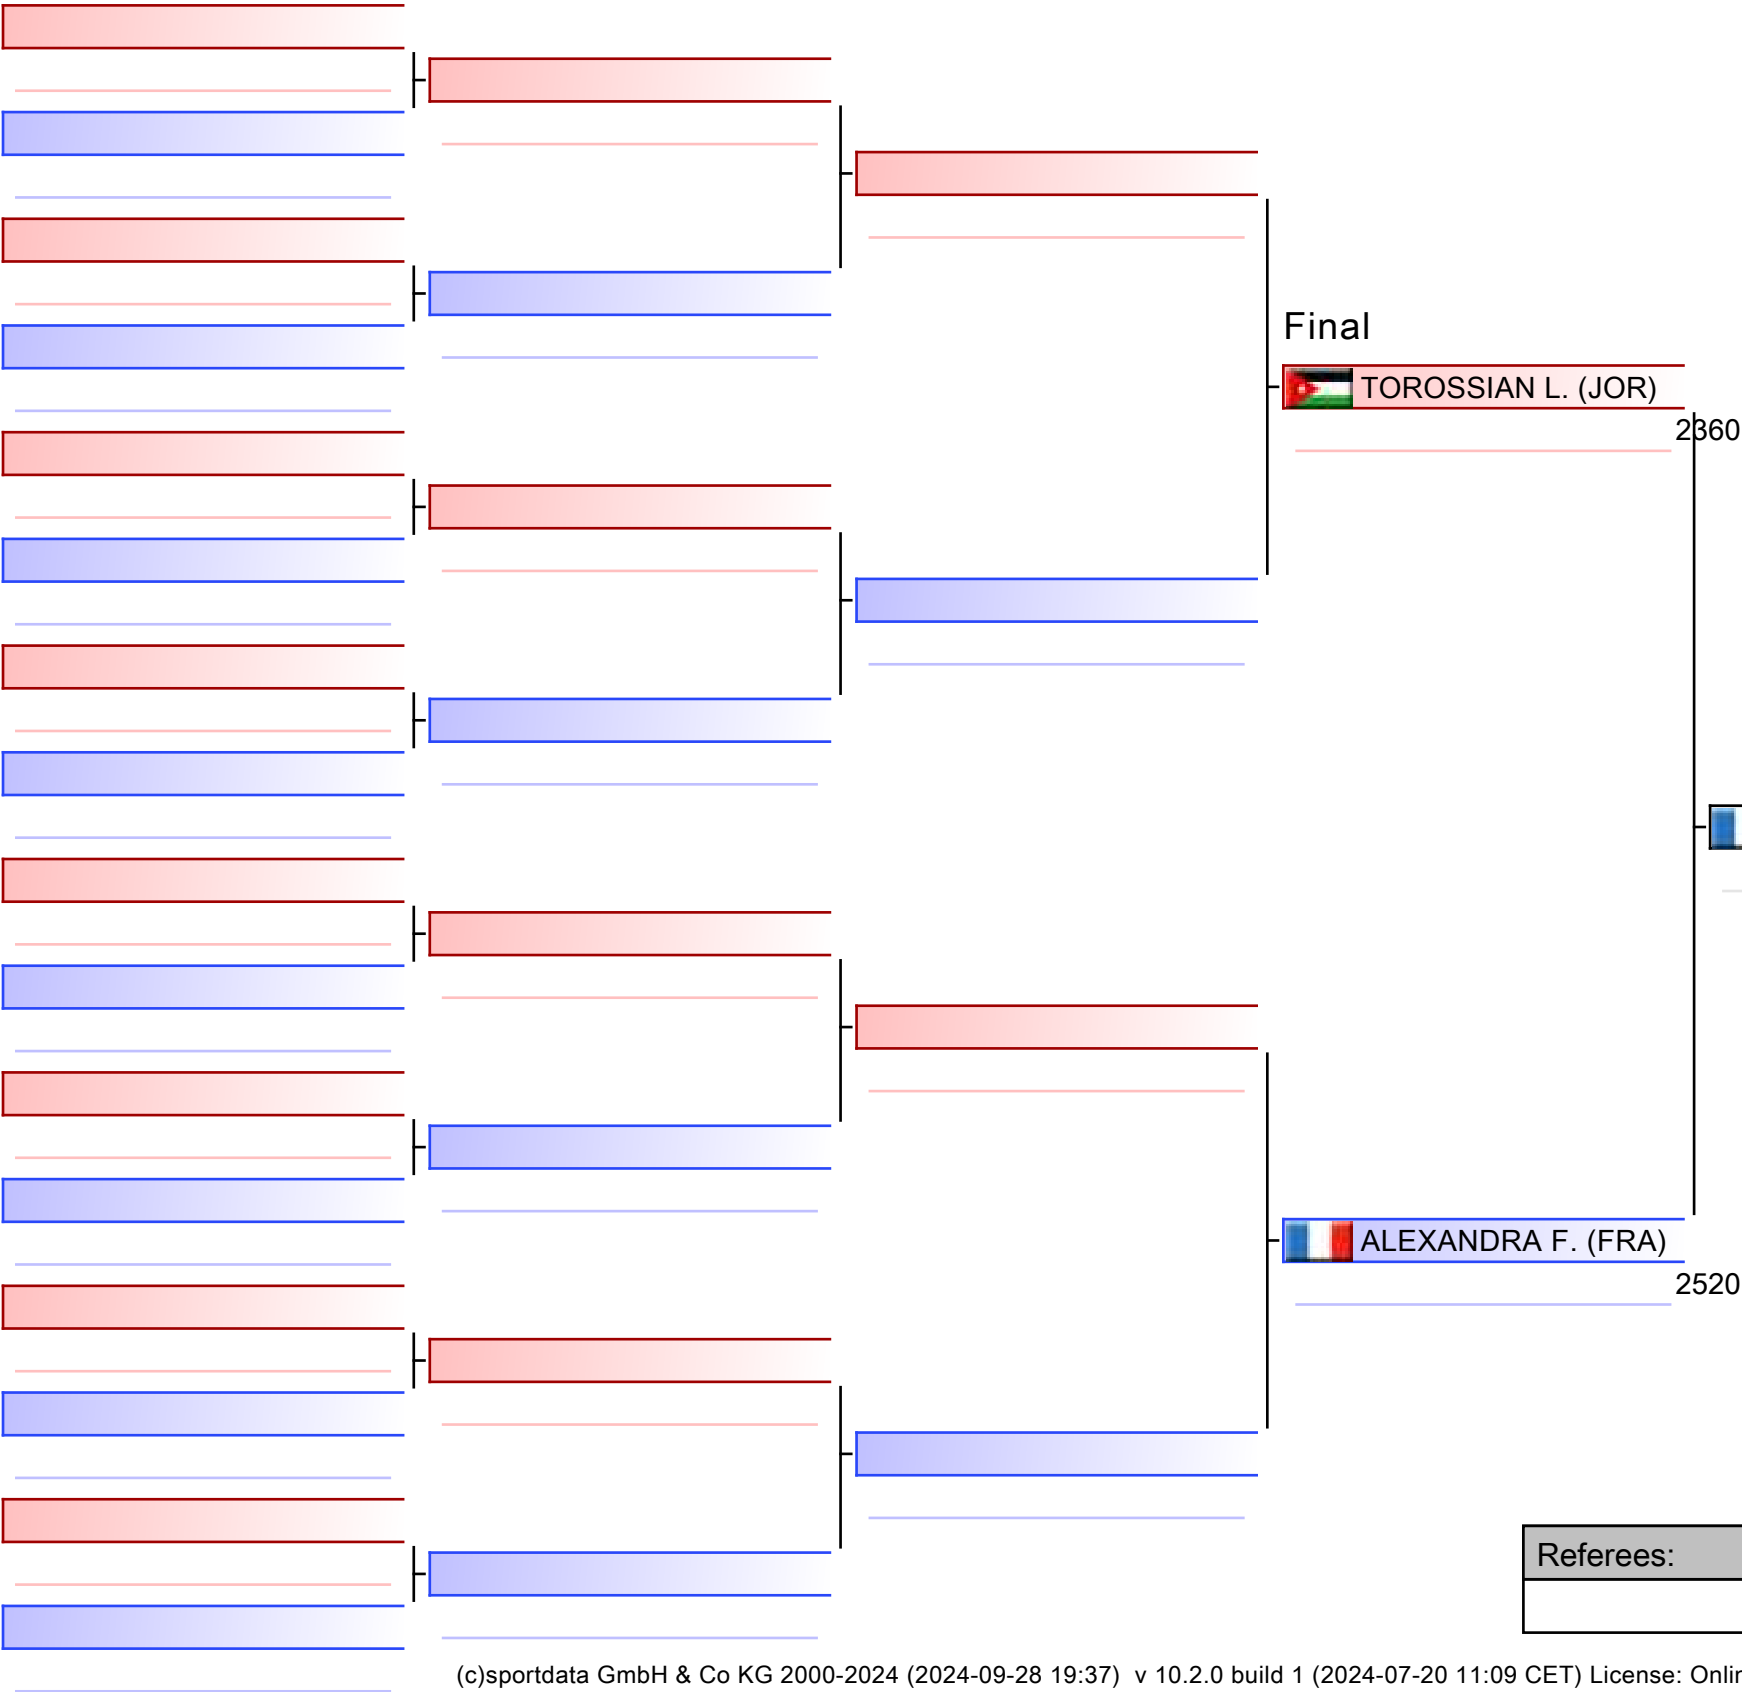 Final
TOROSSIAN L. (JOR)
2360
ALEXANDRA F. (FRA)
2520
Referees:
(c)sportdata GmbH & Co KG 2000-2024 (2024-09-28 19:37) v 10.2.0 build 1 (2024-07-20 11:09 CET) License: